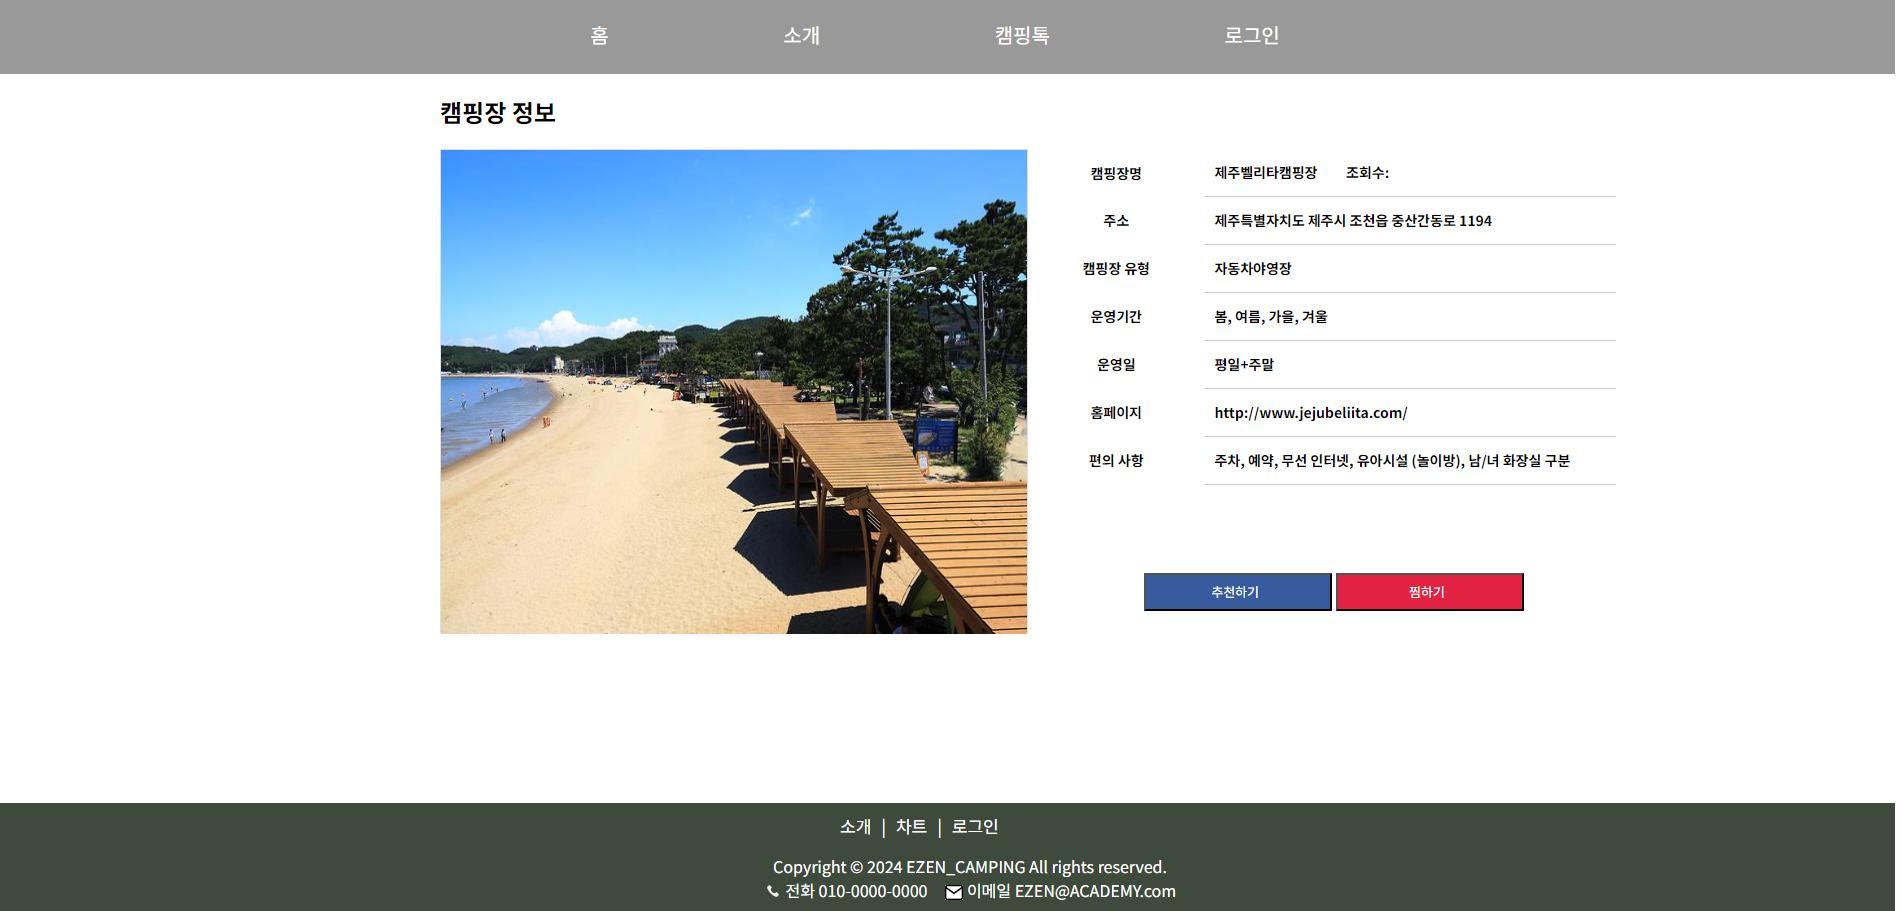 홈 소개 캠핑톡 로그인
캠핑장 정보
캠핑장명 제주벨리타캠핑장 조회수:
주소 제주특별자치도 제주시 조천읍 중산간동로 1194
캠핑장 유형 자동차야영장
운영기간 봄, 여름, 가을, 겨울
운영일 평일+주말
홈페이지 http://www.jejubeliita.com/
편의 사항 주차, 예약, 무선 인터넷, 유아시설 (놀이방), 남/녀 화장실 구분
추천하기 찜하기
소개 | 차트 | 로그인
Copyright © 2024 EZEN_CAMPING All rights reserved.
전화 010-0000-0000 이메일 EZEN@ACADEMY.com